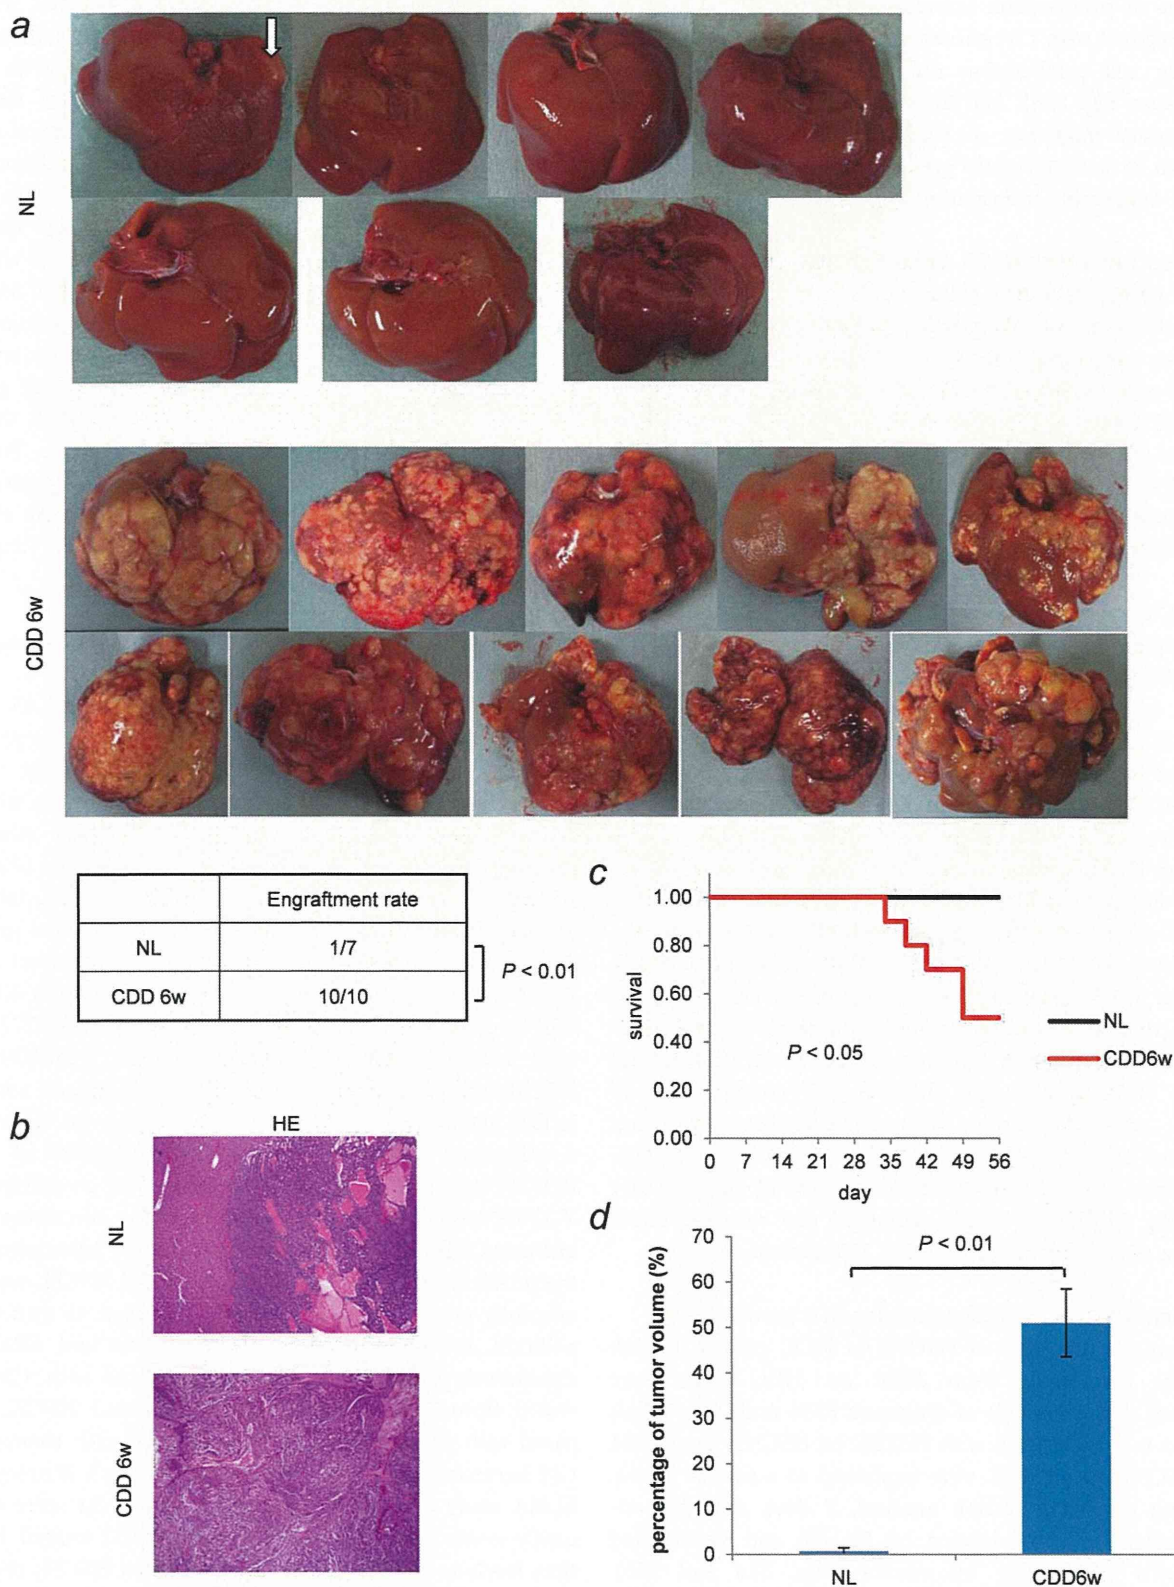 a
NL
CDD 6w
Engraftment rate
NL 1/7
CDD 6w 10/10
P < 0.01
b
HE
NL
CDD 6w
c
survival
1.00
0.80
0.60
0.40
0.20
0.00
P < 0.05
0 7 14 21 28 35 42 49 56
day
NL
CDD6w
d
percentage of tumor volume (%)
70
60
50
40
30
20
10
0
P < 0.01
NL CDD6w